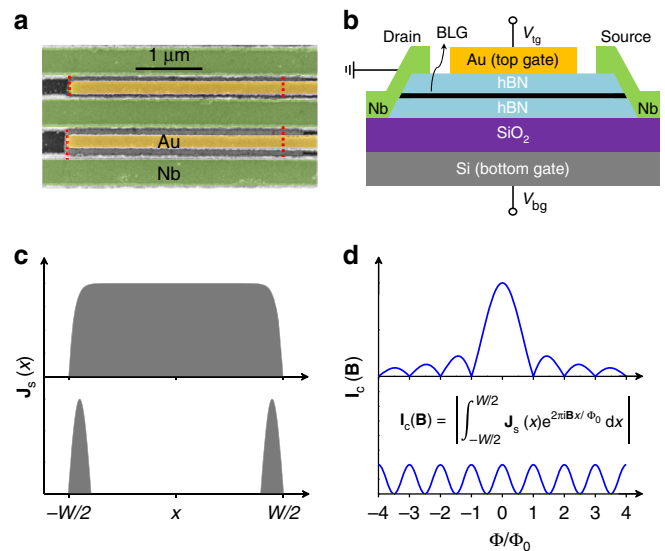 a
1 μm
Au
Nb
b
Drain
BLG
V_tg
Source
Au (top gate)
hBN
hBN
Nb
Nb
SiO₂
Si (bottom gate)
V_bg
c
J_s (x)
–W/2
x
W/2
d
I_c(B)
I_c(B) = |∫_{–W/2}^{W/2} J_s (x)e^{2πiBx/Φ₀} dx|
–4 –3 –2 –1 0 1 2 3 4
Φ/Φ₀